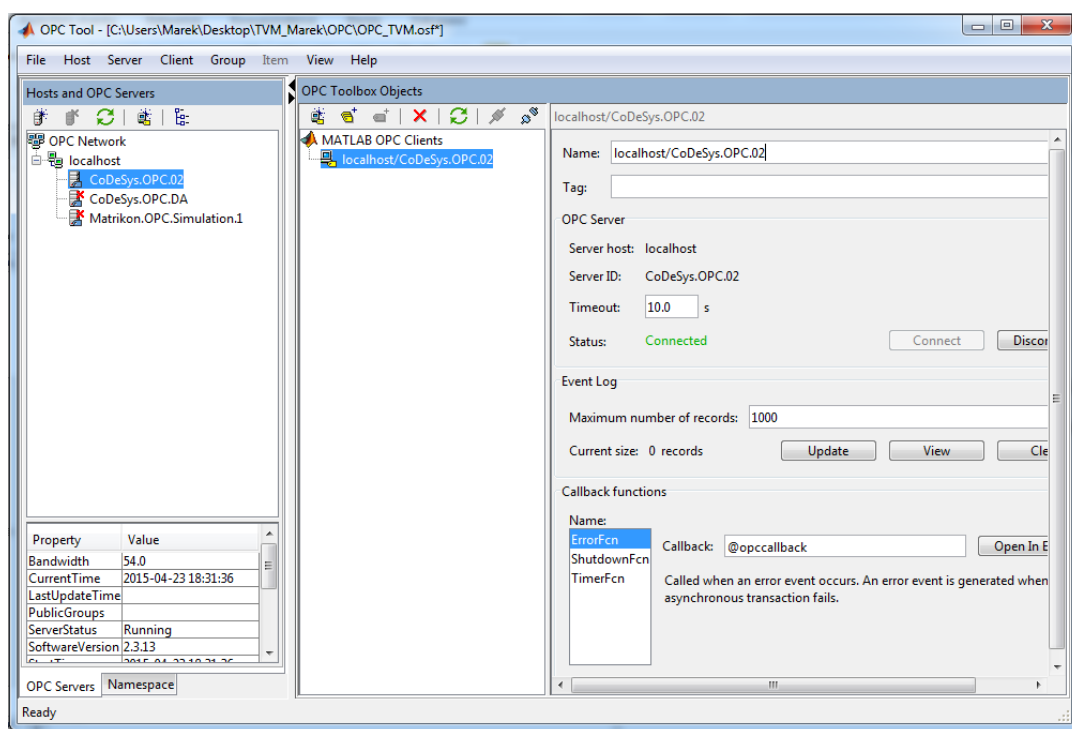 OPC Tool - [C:\Users\Marek\Desktop\TVM_Marek\OPC\OPC_TVM.osf*]
File Host Server Client Group Item View Help
Hosts and OPC Servers
OPC Network
localhost
CoDeSys.OPC.02
CoDeSys.OPC.DA
Matrikon.OPC.Simulation.1
Property Value
Bandwidth 54.0
CurrentTime 2015-04-23 18:31:36
LastUpdateTime
PublicGroups
ServerStatus Running
SoftwareVersion 2.3.13
OPC Servers Namespace
Ready
OPC Toolbox Objects
MATLAB OPC Clients
localhost/CoDeSys.OPC.02
localhost/CoDeSys.OPC.02
Name: localhost/CoDeSys.OPC.02
Tag:
OPC Server
Server host: localhost
Server ID: CoDeSys.OPC.02
Timeout: 10.0 s
Status: Connected Connect Discor
Event Log
Maximum number of records: 1000
Current size: 0 records Update View Cle
Callback functions
Name:
ErrorFcn
ShutdownFcn
TimerFcn
Callback: @opccallback Open In E
Called when an error event occurs. An error event is generated when
asynchronous transaction fails.